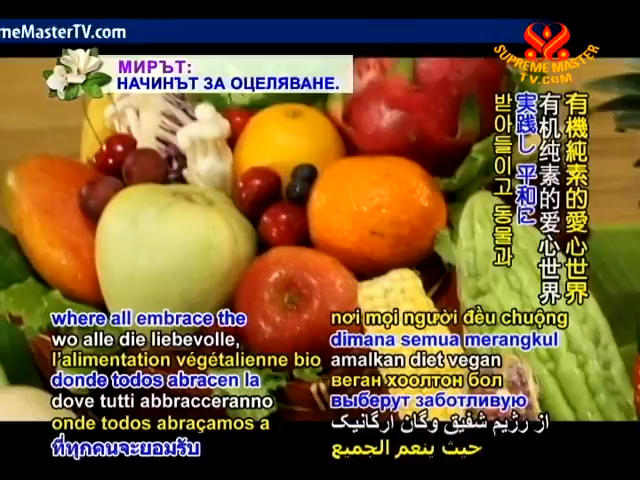 meMasterTV.com
SUPREME MASTER
TV.COM
МИРЪТ:
НАЧИНЪТ ЗА ОЦЕЛЯВАНЕ.
有機純素的愛心世界
有机纯素的爱心世界
実践し 平和に
받아들이고 동물과
where all embrace the
wo alle die liebevolle,
l'alimentation végétalienne bio
donde todos abracen la
dove tutti abbracceranno
onde todos abraçamos a
ที่ทุกคนจะยอมรับ
nơi mọi người đều chuộng
dimana semua merangkul
amalkan diet vegan
веган хоолтон бол
выберут заботливую
از رژیم شفیق وگان ارگانیک
حيث ينعم الجميع